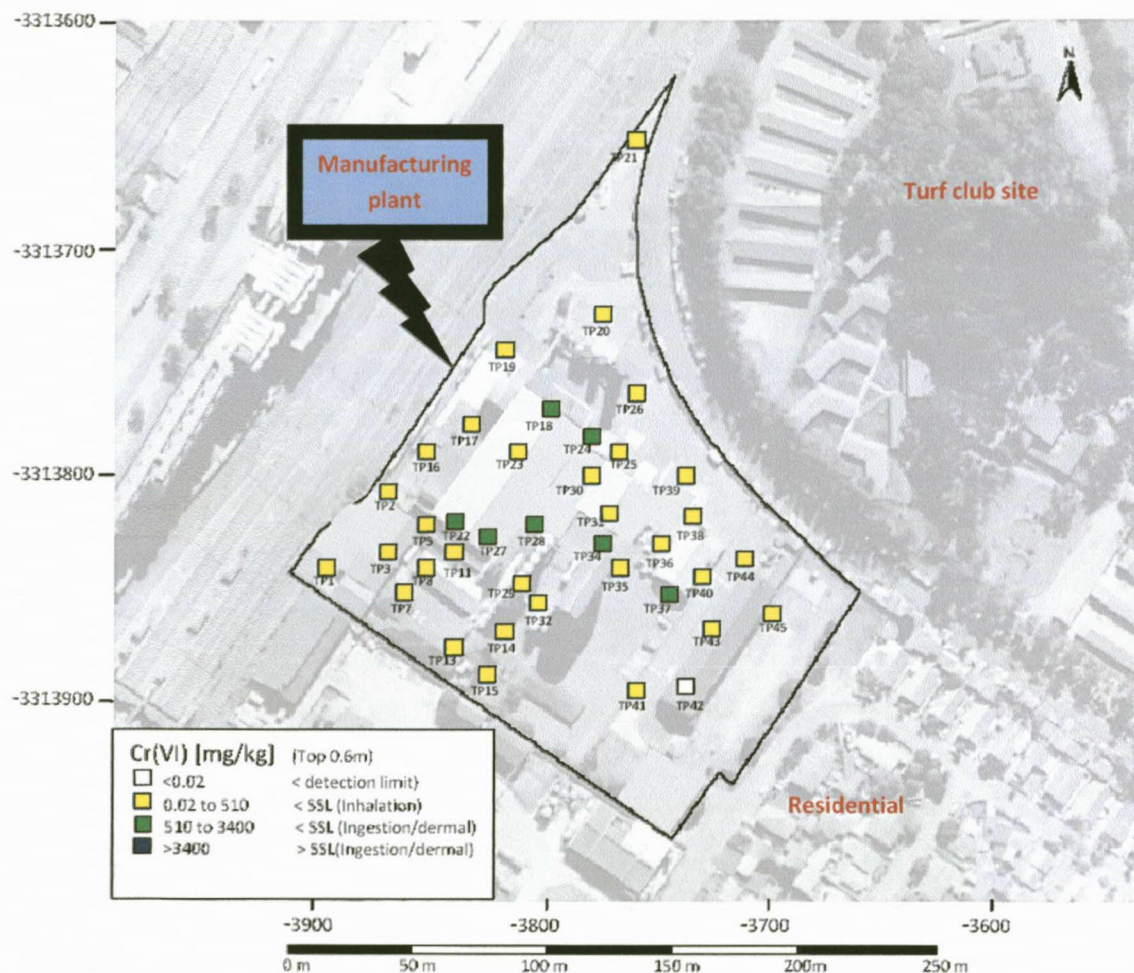 -3313600
N
Manufacturing
plant
TP21
Turf club site
-3313700
TP20
TP19
TP26
TP18
TP17
TP24
TP16
TP23
TP25
-3313800
TP30
TP39
TP2
TP5
TP22
TP31
TP38
TP27
TP28
TP34
TP36
TP1
TP3
TP8
TP11
TP35
TP44
TP7
TP29
TP37
TP40
TP32
TP45
TP14
TP43
TP13
TP15
-3313900
TP41
TP42
Cr(VI) [mg/kg] (Top 0.6m)
<0.02 < detection limit)
0.02 to 510 < SSL (Inhalation)
510 to 3400 < SSL (Ingestion/dermal)
>3400 > SSL(Ingestion/dermal)
Residential
-3900 -3800 -3700 -3600
0 m 50 m 100 m 150 m 200m 250 m